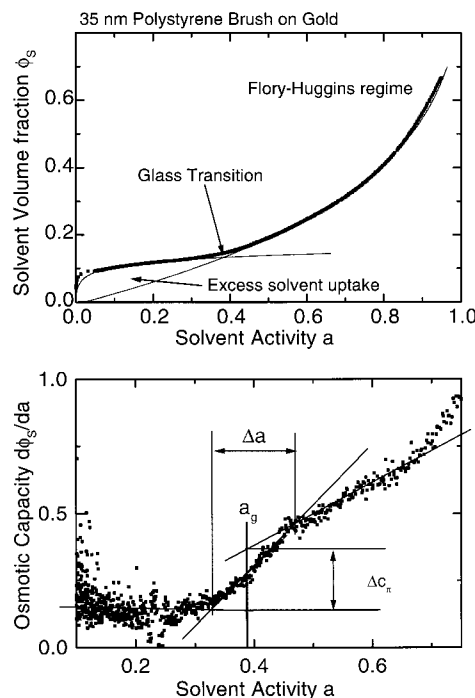 35 nm Polystyrene Brush on Gold
Solvent Volume fraction ϕs
0.6
0.4
0.2
0.0
Flory-Huggins regime
Glass Transition
Excess solvent uptake
0.0 0.2 0.4 0.6 0.8 1.0
Solvent Activity a
Osmotic Capacity dϕs/da
1.0
0.5
0.0
Δa
ag
Δcπ
0.2 0.4 0.6
Solvent Activity a